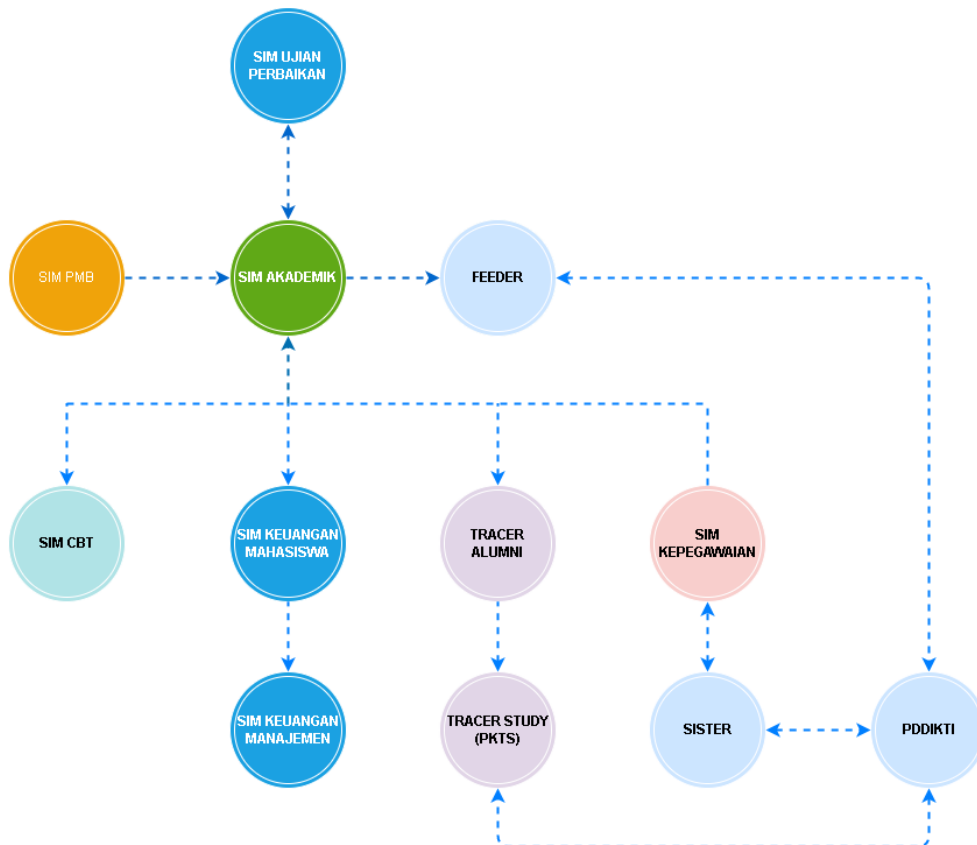 SIM UJIAN
PERBAIKAN
SIM PMB
SIM AKADEMIK
FEEDER
SIM CBT
SIM KEUANGAN
MAHASISWA
TRACER
ALUMNI
SIM
KEPEGAWAIAN
SIM KEUANGAN
MANAJEMEN
TRACER STUDY
(PKTS)
SISTER
PDDIKTI